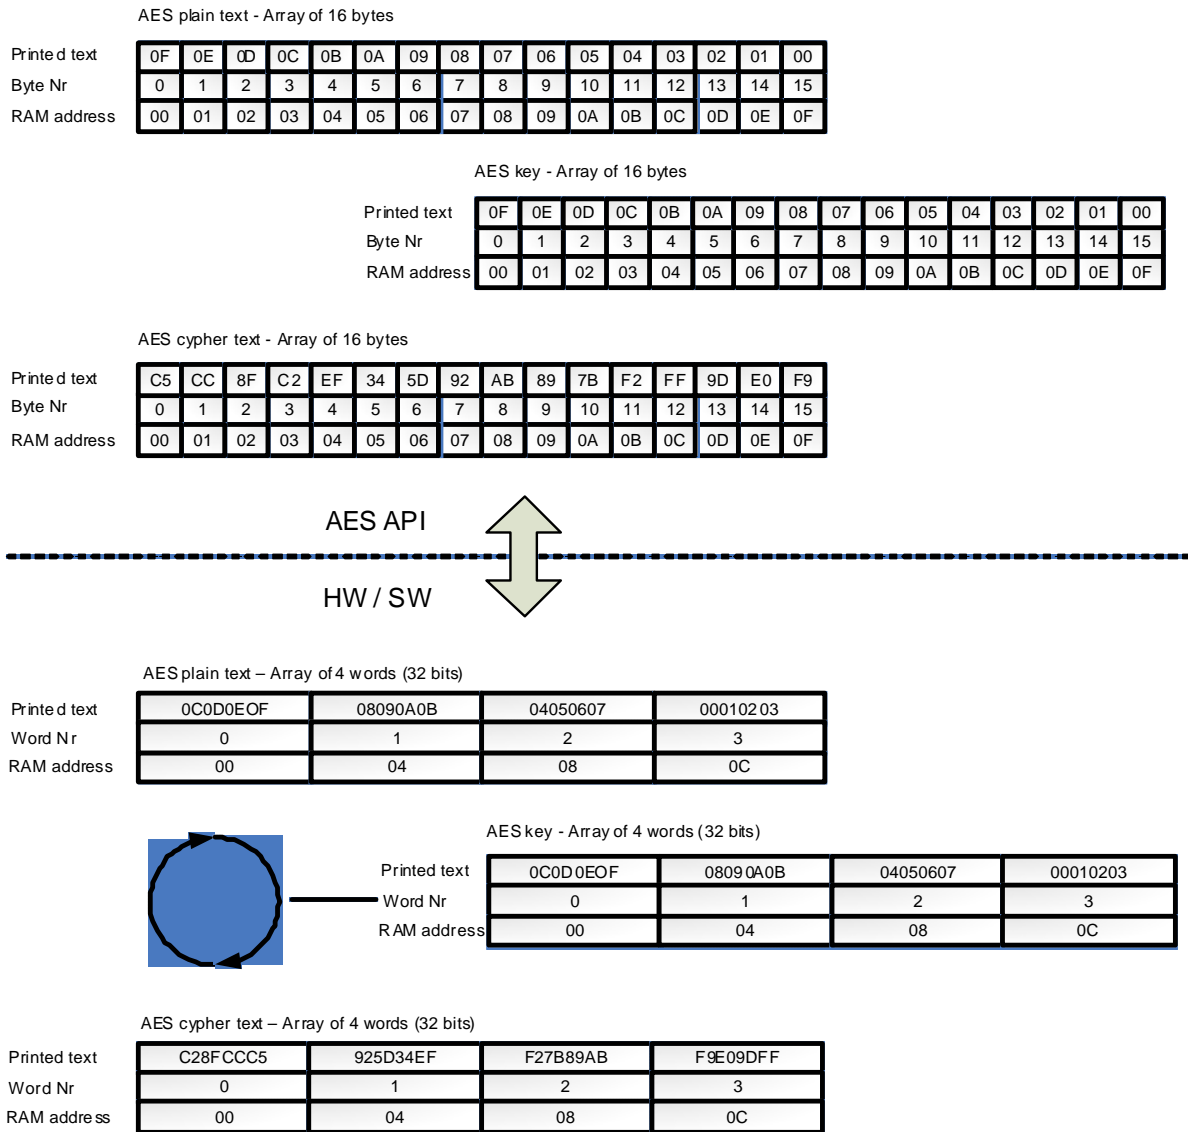 AES plain text - Array of 16 bytes
Printed text 0F 0E 0D 0C 0B 0A 09 08 07 06 05 04 03 02 01 00
Byte Nr 0 1 2 3 4 5 6 7 8 9 10 11 12 13 14 15
RAM address 00 01 02 03 04 05 06 07 08 09 0A 0B 0C 0D 0E 0F
AES key - Array of 16 bytes
Printed text 0F 0E 0D 0C 0B 0A 09 08 07 06 05 04 03 02 01 00
Byte Nr 0 1 2 3 4 5 6 7 8 9 10 11 12 13 14 15
RAM address 00 01 02 03 04 05 06 07 08 09 0A 0B 0C 0D 0E 0F
AES cypher text - Array of 16 bytes
Printed text C5 CC 8F C2 EF 34 5D 92 AB 89 7B F2 FF 9D E0 F9
Byte Nr 0 1 2 3 4 5 6 7 8 9 10 11 12 13 14 15
RAM address 00 01 02 03 04 05 06 07 08 09 0A 0B 0C 0D 0E 0F
AES API
HW / SW
AES plain text – Array of 4 words (32 bits)
Printed text 0C0D0EOF 08090A0B 04050607 00010203
Word Nr 0 1 2 3
RAM address 00 04 08 0C
AES key - Array of 4 words (32 bits)
Printed text 0C0D0EOF 08090A0B 04050607 00010203
Word Nr 0 1 2 3
RAM address 00 04 08 0C
AES cypher text – Array of 4 words (32 bits)
Printed text C28FCCC5 925D34EF F27B89AB F9E09DFF
Word Nr 0 1 2 3
RAM address 00 04 08 0C